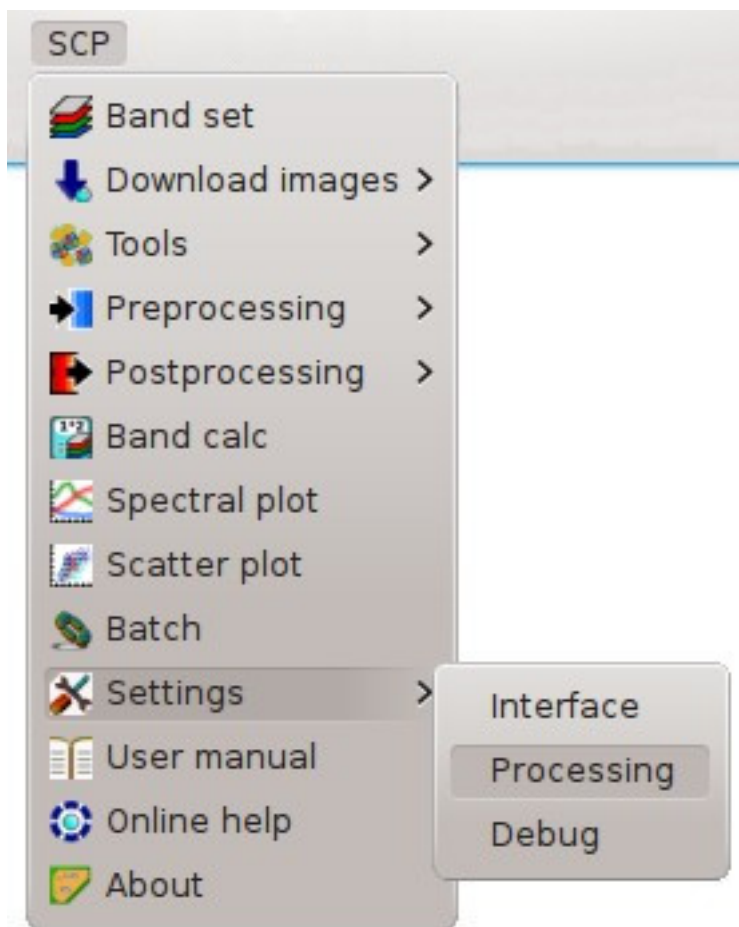 SCP
Band set
Download images >
Tools >
Preprocessing >
Postprocessing >
Band calc
Spectral plot
Scatter plot
Batch
Settings >
Interface
User manual
Processing
Online help
Debug
About